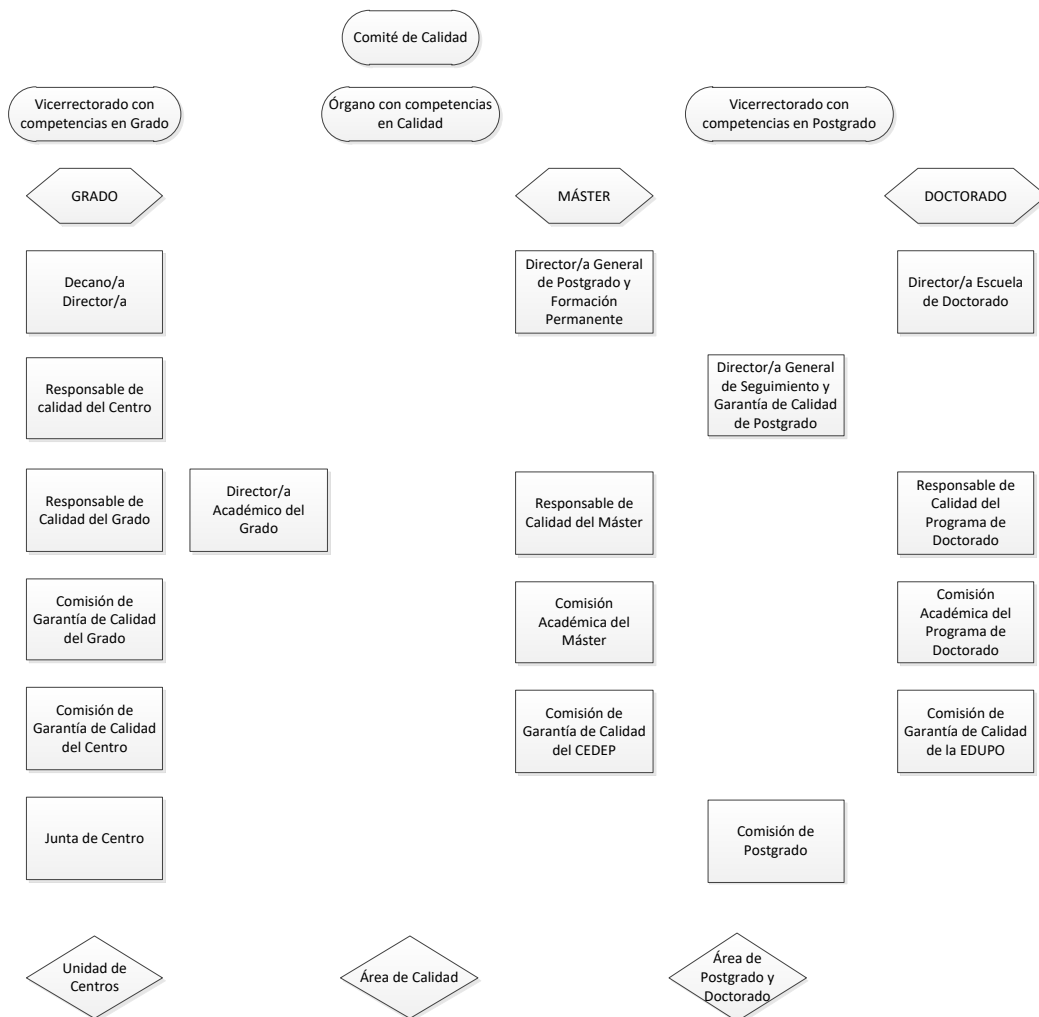 Comité de Calidad
Vicerrectorado con
competencias en Grado
Órgano con competencias
en Calidad
Vicerrectorado con
competencias en Postgrado
GRADO
MÁSTER
DOCTORADO
Decano/a
Director/a
Director/a General
de Postgrado y
Formación
Permanente
Director/a Escuela
de Doctorado
Responsable de
calidad del Centro
Director/a General
de Seguimiento y
Garantía de Calidad
de Postgrado
Responsable de
Calidad del Grado
Director/a
Académico del
Grado
Responsable de
Calidad del Máster
Responsable de
Calidad del
Programa de
Doctorado
Comisión de
Garantía de Calidad
del Grado
Comisión
Académica del
Máster
Comisión
Académica del
Programa de
Doctorado
Comisión de
Garantía de Calidad
del Centro
Comisión de
Garantía de Calidad
del CEDEP
Comisión de
Garantía de Calidad
de la EDUPO
Junta de Centro
Comisión de
Postgrado
Unidad de
Centros
Área de Calidad
Área de
Postgrado y
Doctorado